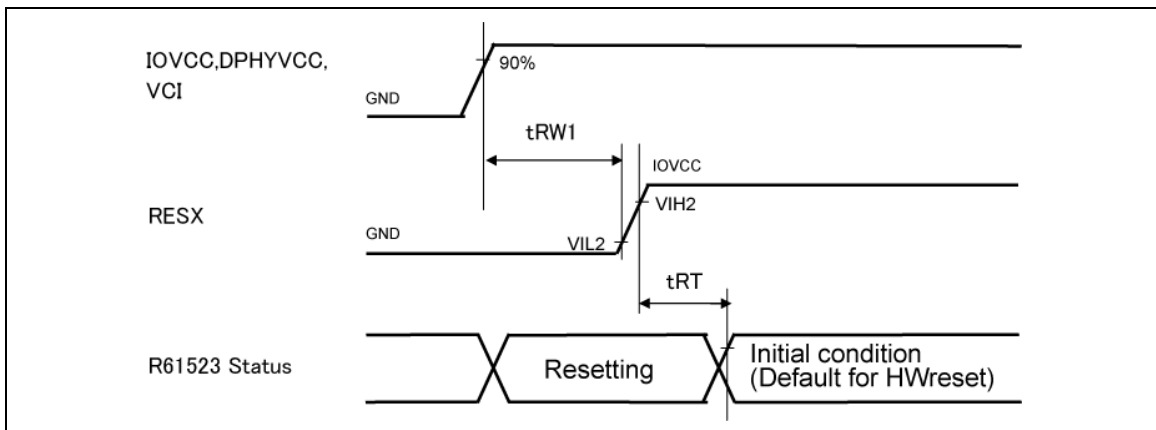 IOVCC,DPHYVCC,
VCI
90%
GND
tRW1
IOVCC
VIH2
RESX
GND
VIL2
tRT
R61523 Status
Resetting
Initial condition
(Default for HWreset)